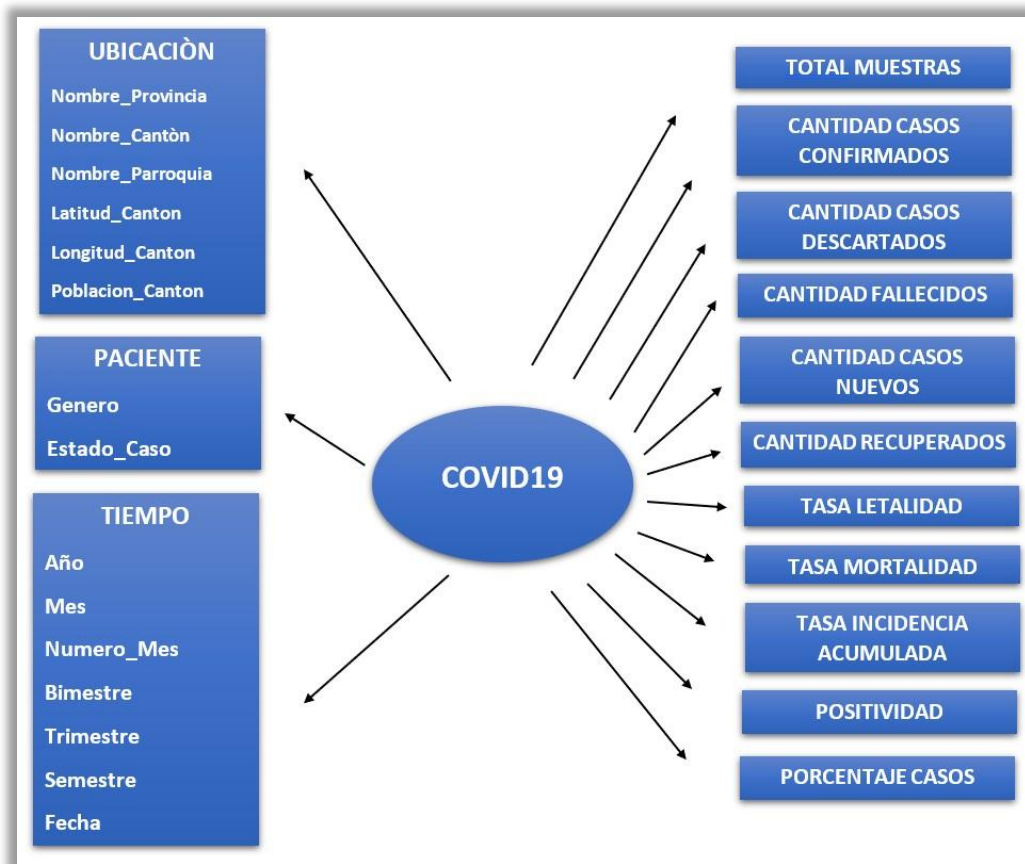 UBICACIÒN
Nombre_Provincia
Nombre_Cantòn
Nombre_Parroquia
Latitud_Canton
Longitud_Canton
Poblacion_Canton
PACIENTE
Genero
Estado_Caso
TIEMPO
Año
Mes
Numero_Mes
Bimestre
Trimestre
Semestre
Fecha
COVID19
TOTAL MUESTRAS
CANTIDAD CASOS
CONFIRMADOS
CANTIDAD CASOS
DESCARTADOS
CANTIDAD FALLECIDOS
CANTIDAD CASOS
NUEVOS
CANTIDAD RECUPERADOS
TASA LETALIDAD
TASA MORTALIDAD
TASA INCIDENCIA
ACUMULADA
POSITIVIDAD
PORCENTAJE CASOS